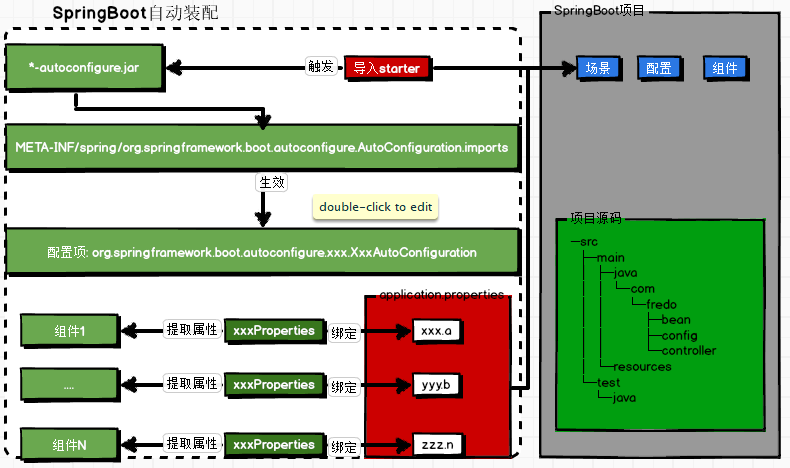 SpringBoot自动装配
*-autoconfigure.jar
触发
导入starter
META-INF/spring/org.springframework.boot.autoconfigure.AutoConfiguration.imports
生效
double-click to edit
配置项: org.springframework.boot.autoconfigure.xxx.XxxAutoConfiguration
application.properties
组件1
提取属性
xxxProperties
绑定
xxx.a
....
提取属性
xxxProperties
绑定
yyy.b
组件N
提取属性
xxxProperties
绑定
zzz.n
SpringBoot项目
场景
配置
组件
项目源码
src
main
java
com
fredo
bean
config
controller
resources
test
java